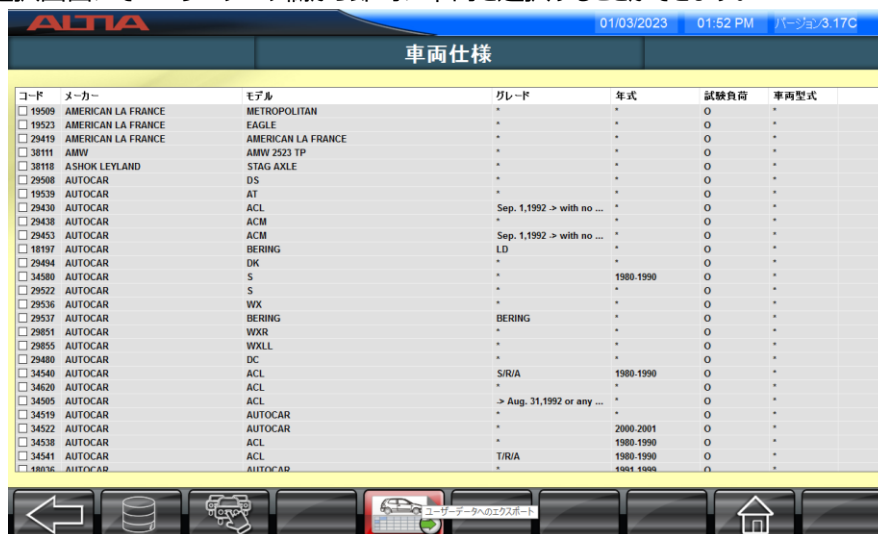 ALTIA 01/03/2023 01:52 PM バージョン3.17C
車両仕様
コード メーカー モデル グレード 年式 試験負荷 車両型式
19509 AMERICAN LA FRANCE METROPOLITAN * * O *
19523 AMERICAN LA FRANCE EAGLE * * O *
29419 AMERICAN LA FRANCE AMERICAN LA FRANCE * * O *
38111 AMW AMW 2523 TP * * O *
38118 ASHOK LEYLAND STAG AXLE * * O *
29508 AUTOCAR DS * * O *
19539 AUTOCAR AT * * O *
29430 AUTOCAR ACL Sep. 1,1992 -> with no ... * O *
29438 AUTOCAR ACM * * O *
29453 AUTOCAR ACM Sep. 1,1992 -> with no ... * O *
18197 AUTOCAR BERING LD * O *
29494 AUTOCAR DK * * O *
34580 AUTOCAR S * 1980-1990 O *
29522 AUTOCAR S * * O *
29536 AUTOCAR WX * * O *
29537 AUTOCAR BERING BERING * O *
29851 AUTOCAR WXR * * O *
29855 AUTOCAR WXLL * * O *
29480 AUTOCAR DC * * O *
34540 AUTOCAR ACL S/R/A 1980-1990 O *
34620 AUTOCAR ACL * * O *
34505 AUTOCAR ACL -> Aug. 31,1992 or any ... * O *
34519 AUTOCAR AUTOCAR * * O *
34522 AUTOCAR AUTOCAR * 2000-2001 O *
34538 AUTOCAR ACL * 1980-1990 O *
34541 AUTOCAR ACL T/R/A 1980-1990 O *
18036 AUTOCAR AUTOCAR * 1991-1999 O *
ユーザーデータへのエクスポート